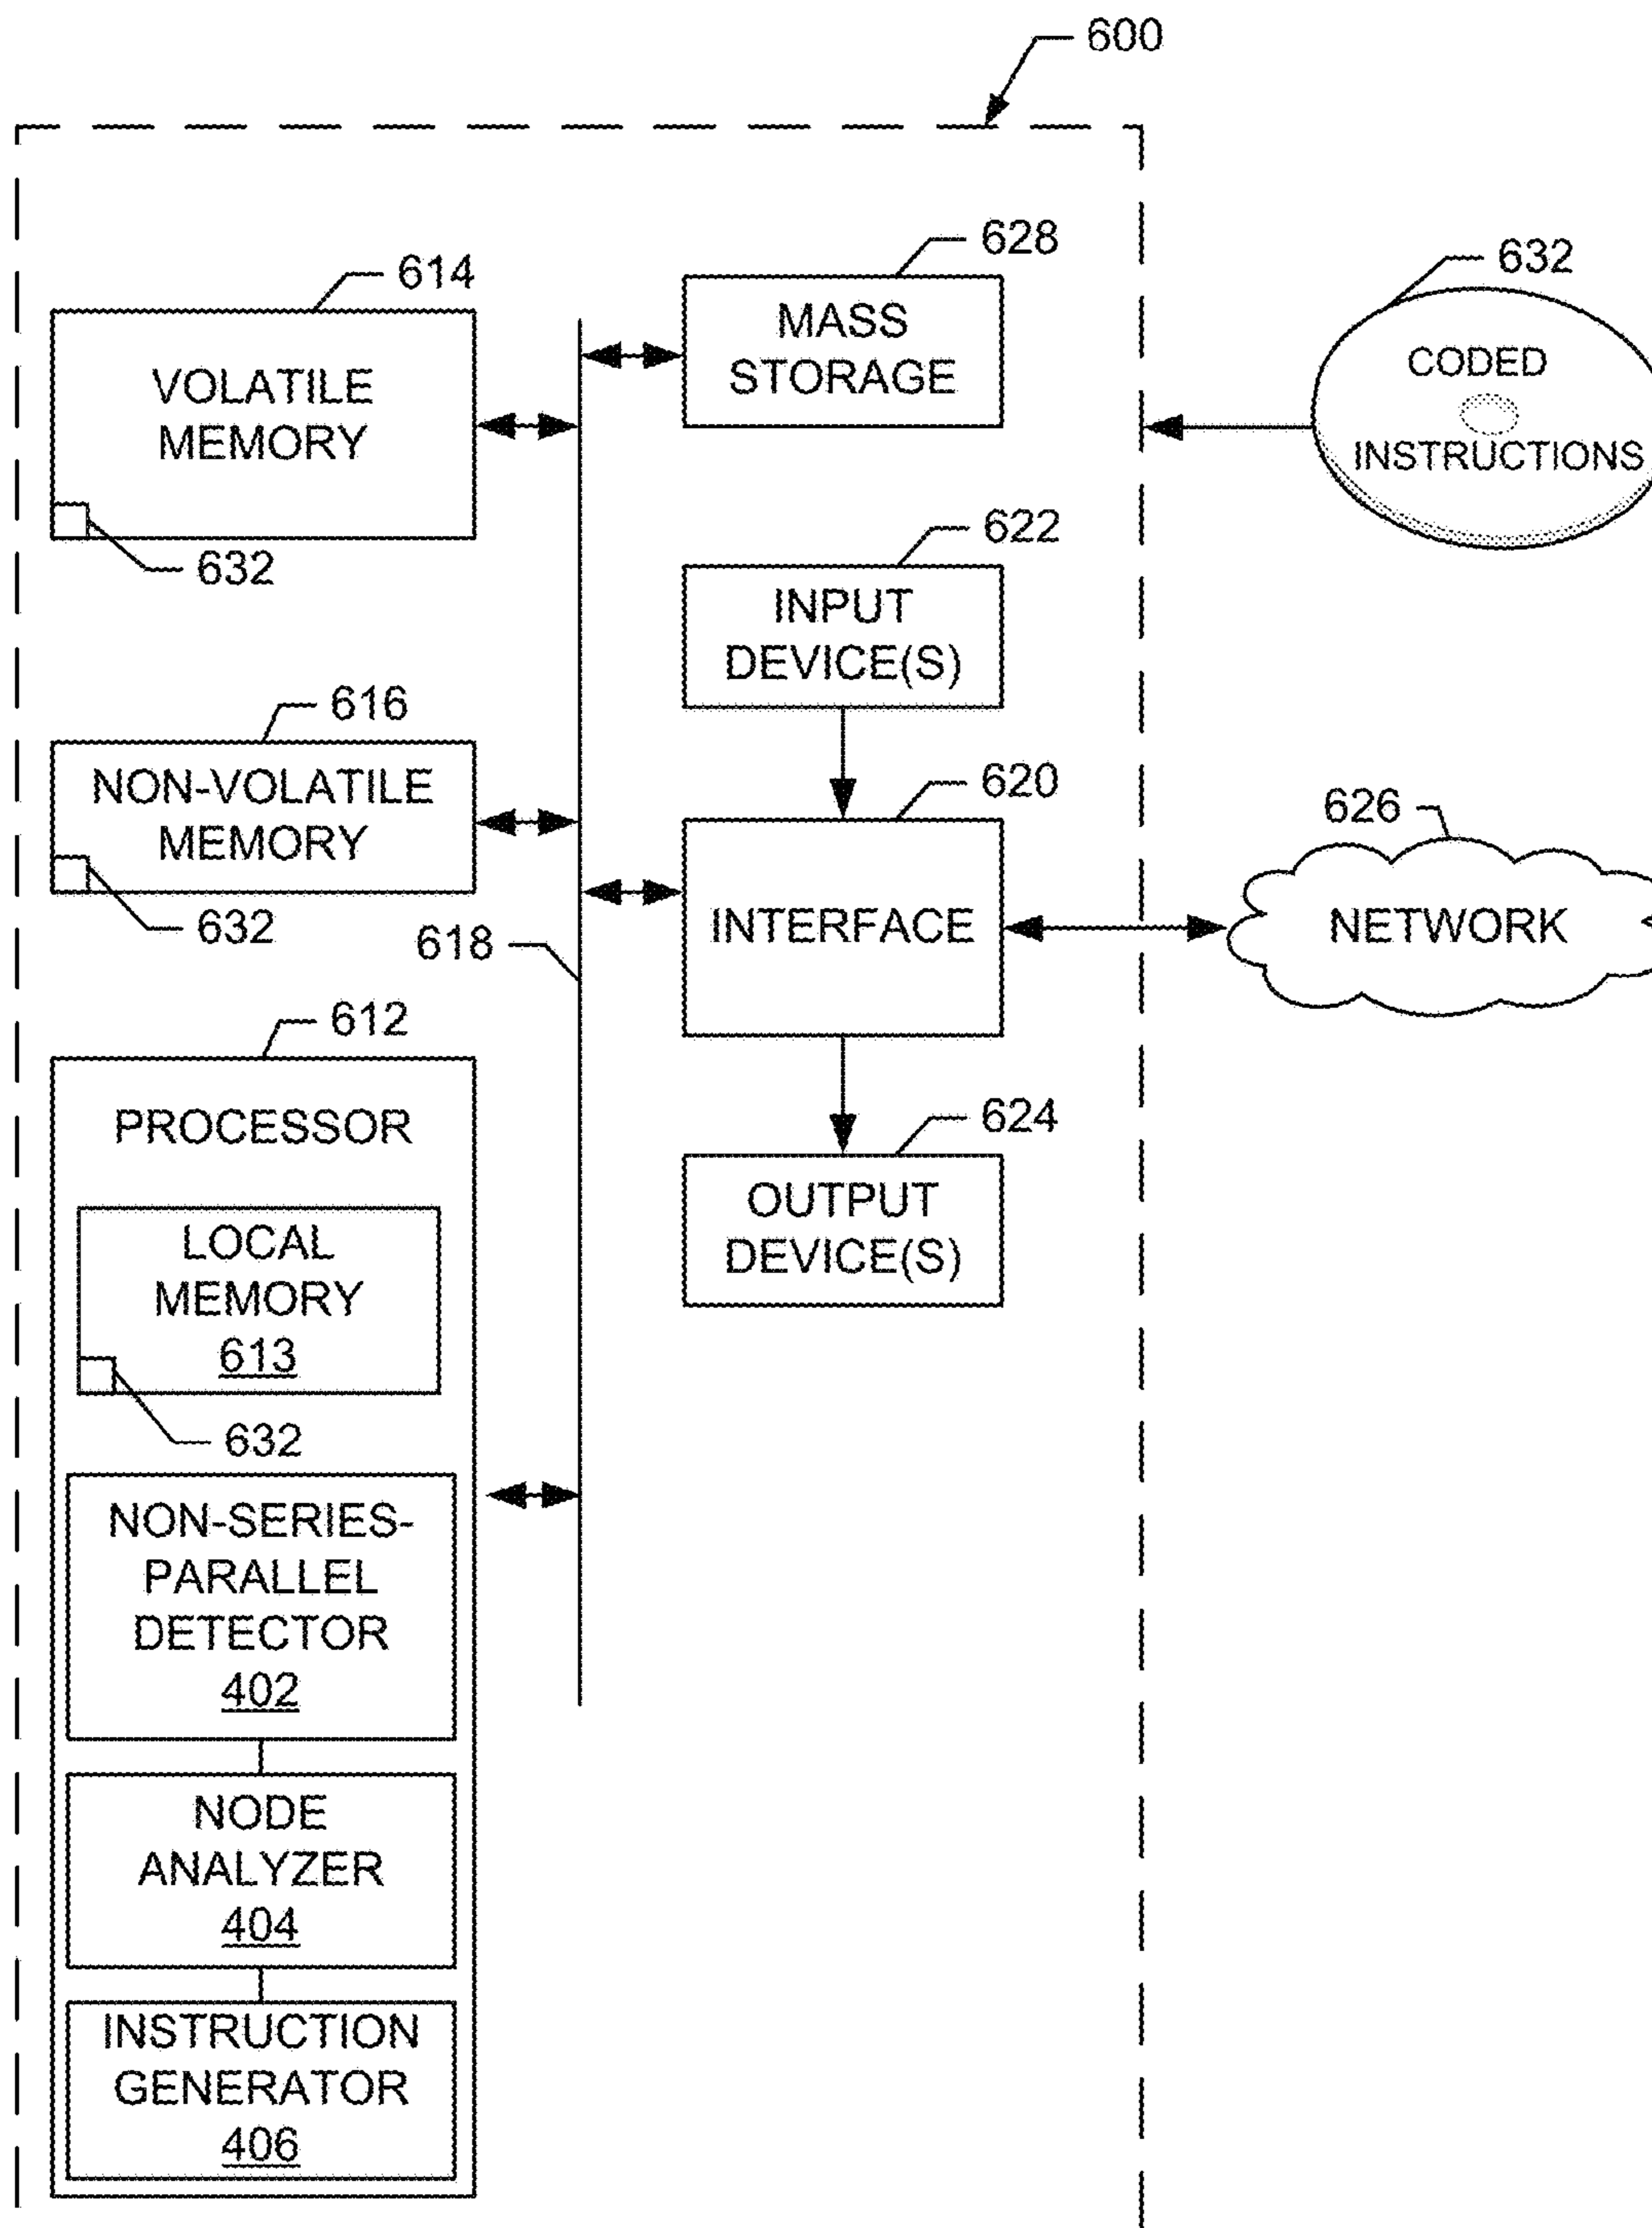 600
614
VOLATILE
MEMORY
632
628
MASS
STORAGE
632
CODED
INSTRUCTIONS
622
INPUT
DEVICE(S)
616
NON-VOLATILE
MEMORY
632
618
620
INTERFACE
626
NETWORK
612
PROCESSOR
LOCAL
MEMORY
613
632
624
OUTPUT
DEVICE(S)
NON-SERIES-
PARALLEL
DETECTOR
402
NODE
ANALYZER
404
INSTRUCTION
GENERATOR
406